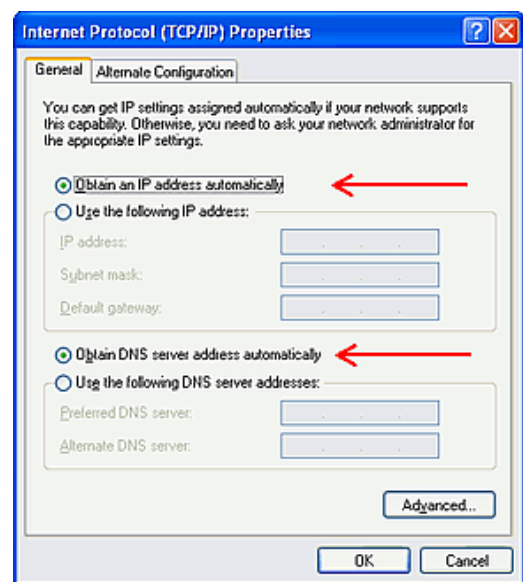 Internet Protocol (TCP/IP) Properties
General
Alternate Configuration
You can get IP settings assigned automatically if your network supports
this capability. Otherwise, you need to ask your network administrator for
the appropriate IP settings.
Obtain an IP address automatically
Use the following IP address:
IP address:
Subnet mask:
Default gateway:
Obtain DNS server address automatically
Use the following DNS server addresses:
Preferred DNS server:
Alternate DNS server:
Advanced...
OK
Cancel